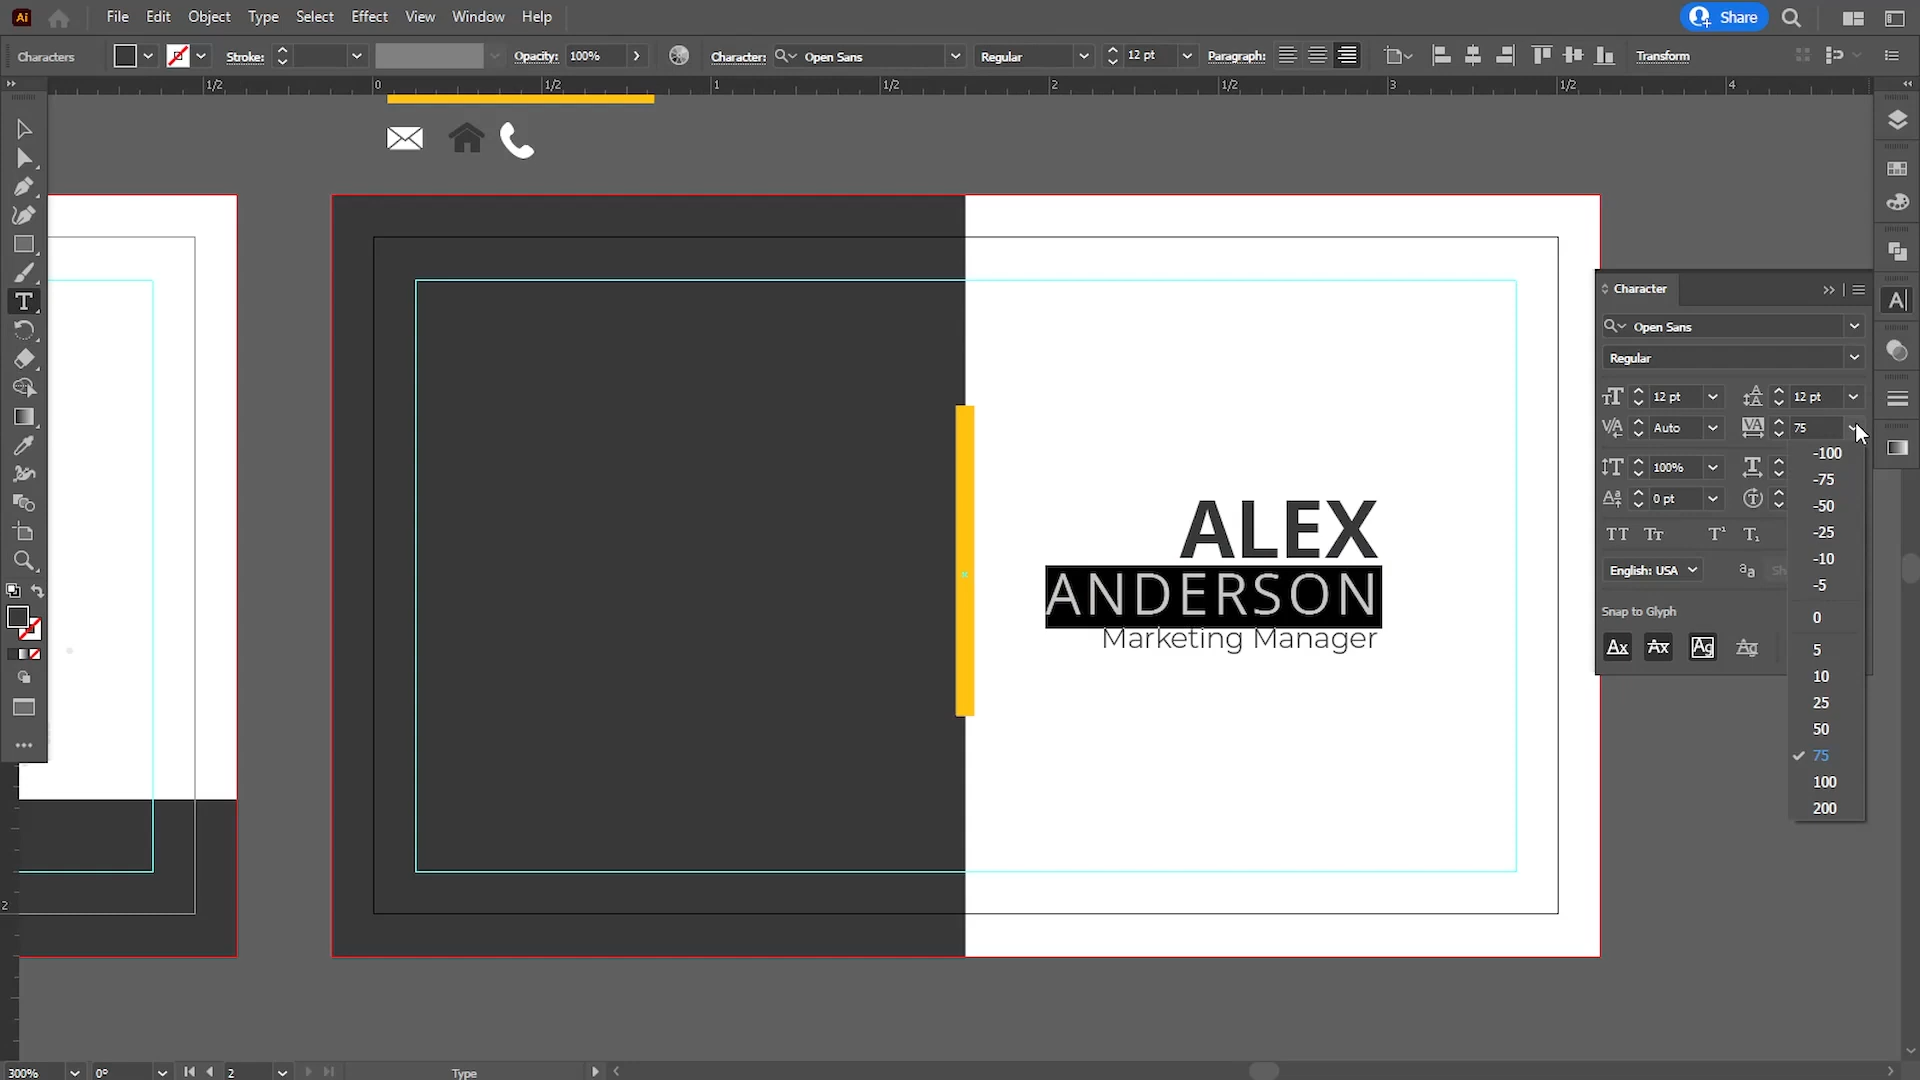 Ai File Edit Object Type Select Effect View Window Help Share
Characters Stroke: Opacity: 100% Character: Open Sans Regular 12 pt Paragraph: Transform
1/2 0 1/2 1 1/2 2 1/2 3 1/2 4
Character
Open Sans
Regular
12 pt 12 pt
Auto 75
100%
0 pt
English: USA
Snap to Glyph
-100
-75
-50
-25
-10
-5
0
5
10
25
50
75
100
200
ALEX
ANDERSON
Marketing Manager
2
300% 0° 2 Type